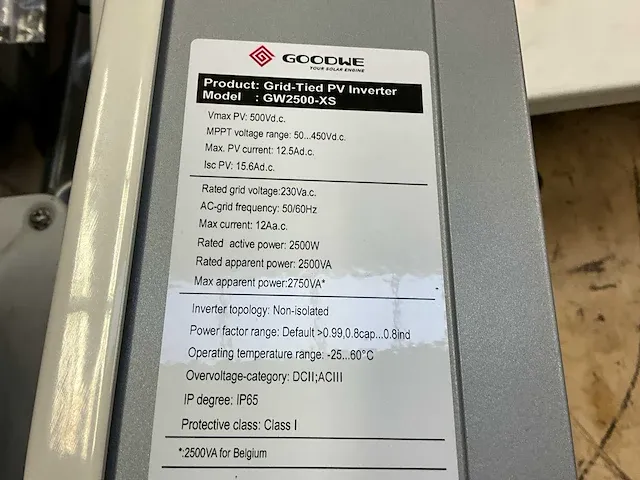 GOODWE
YOUR SOLAR ENGINE
Product: Grid-Tied PV Inverter
Model : GW2500-XS
Vmax PV: 500Vd.c.
MPPT voltage range: 50...450Vd.c.
Max. PV current: 12.5Ad.c.
Isc PV: 15.6Ad.c.
Rated grid voltage:230Va.c.
AC-grid frequency: 50/60Hz
Max current: 12Aa.c.
Rated active power: 2500W
Rated apparent power: 2500VA
Max apparent power:2750VA*
Inverter topology: Non-isolated
Power factor range: Default >0.99,0.8cap...0.8ind
Operating temperature range: -25...60°C
Overvoltage-category: DCII;ACIII
IP degree: IP65
Protective class: Class I
*:2500VA for Belgium